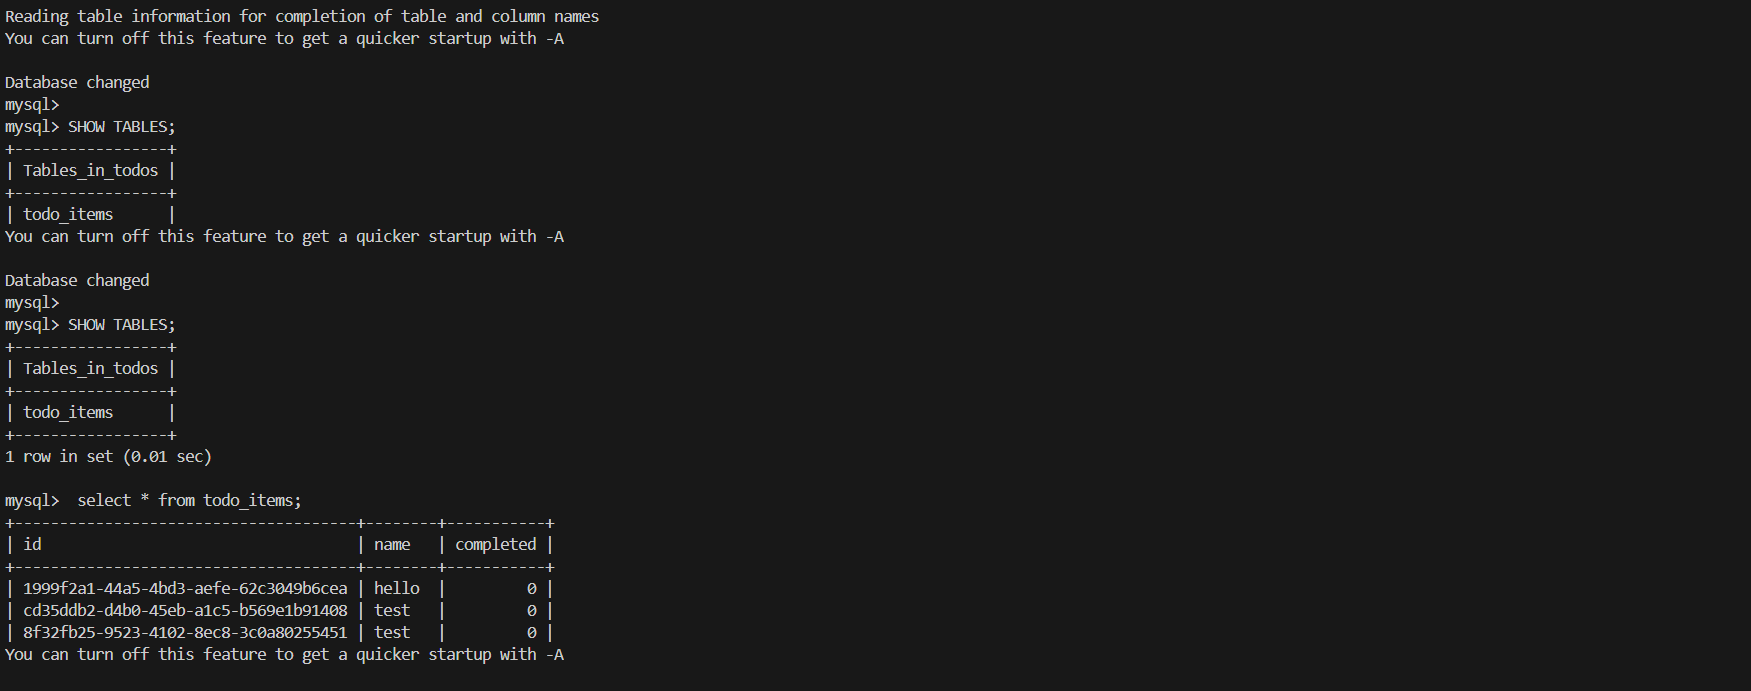 Reading table information for completion of table and column names
You can turn off this feature to get a quicker startup with -A

Database changed
mysql>
mysql> SHOW TABLES;
+-----------------+
| Tables_in_todos |
+-----------------+
| todo_items      |
You can turn off this feature to get a quicker startup with -A

Database changed
mysql>
mysql> SHOW TABLES;
+-----------------+
| Tables_in_todos |
+-----------------+
| todo_items      |
+-----------------+
1 row in set (0.01 sec)

mysql>  select * from todo_items;
+--------------------------------------+--------+-----------+
| id                                   | name   | completed |
+--------------------------------------+--------+-----------+
| 1999f2a1-44a5-4bd3-aefe-62c3049b6cea | hello  |         0 |
| cd35ddb2-d4b0-45eb-a1c5-b569e1b91408 | test   |         0 |
| 8f32fb25-9523-4102-8ec8-3c0a80255451 | test   |         0 |
You can turn off this feature to get a quicker startup with -A